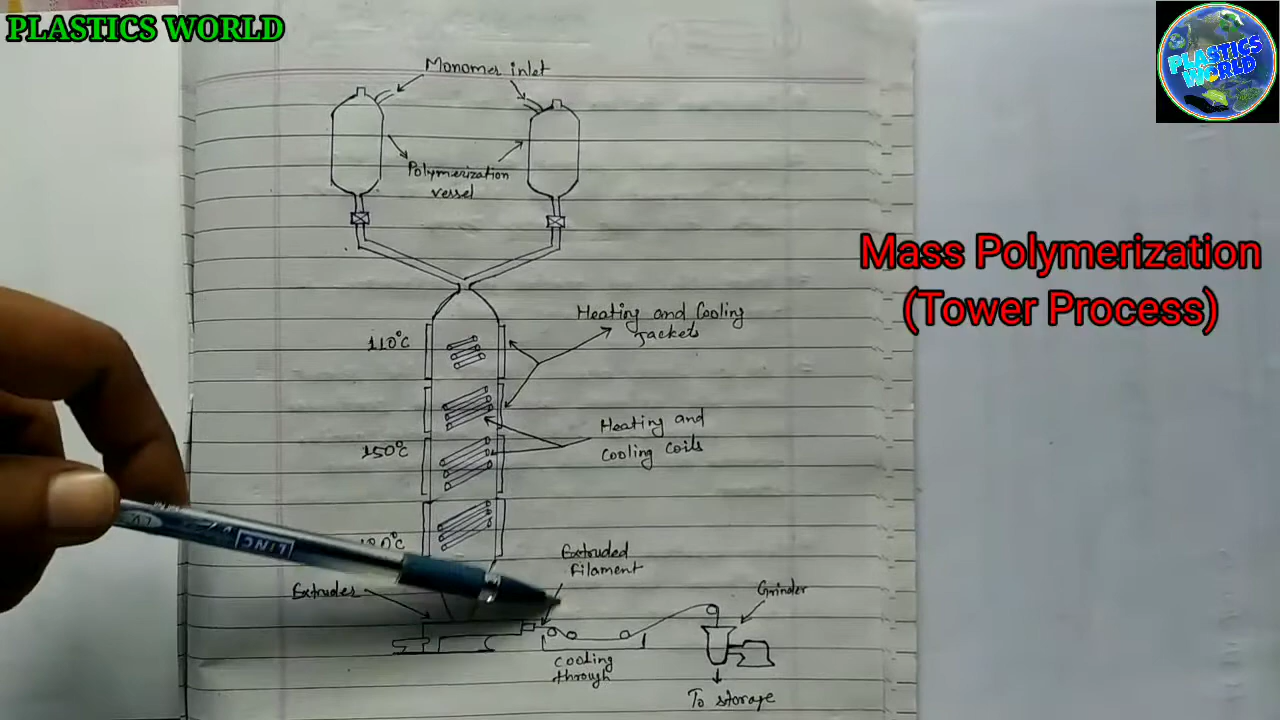 PLASTICS WORLD
PLASTICS
WORLD
Monomer inlet
Polymerization
vessel
Mass Polymerization
(Tower Process)
Heating and Cooling
Jackets
110°C
Heating and
Cooling Coils
150°C
Extruded
filament
Extruder
Grinder
Cooling
through
To storage
LINC